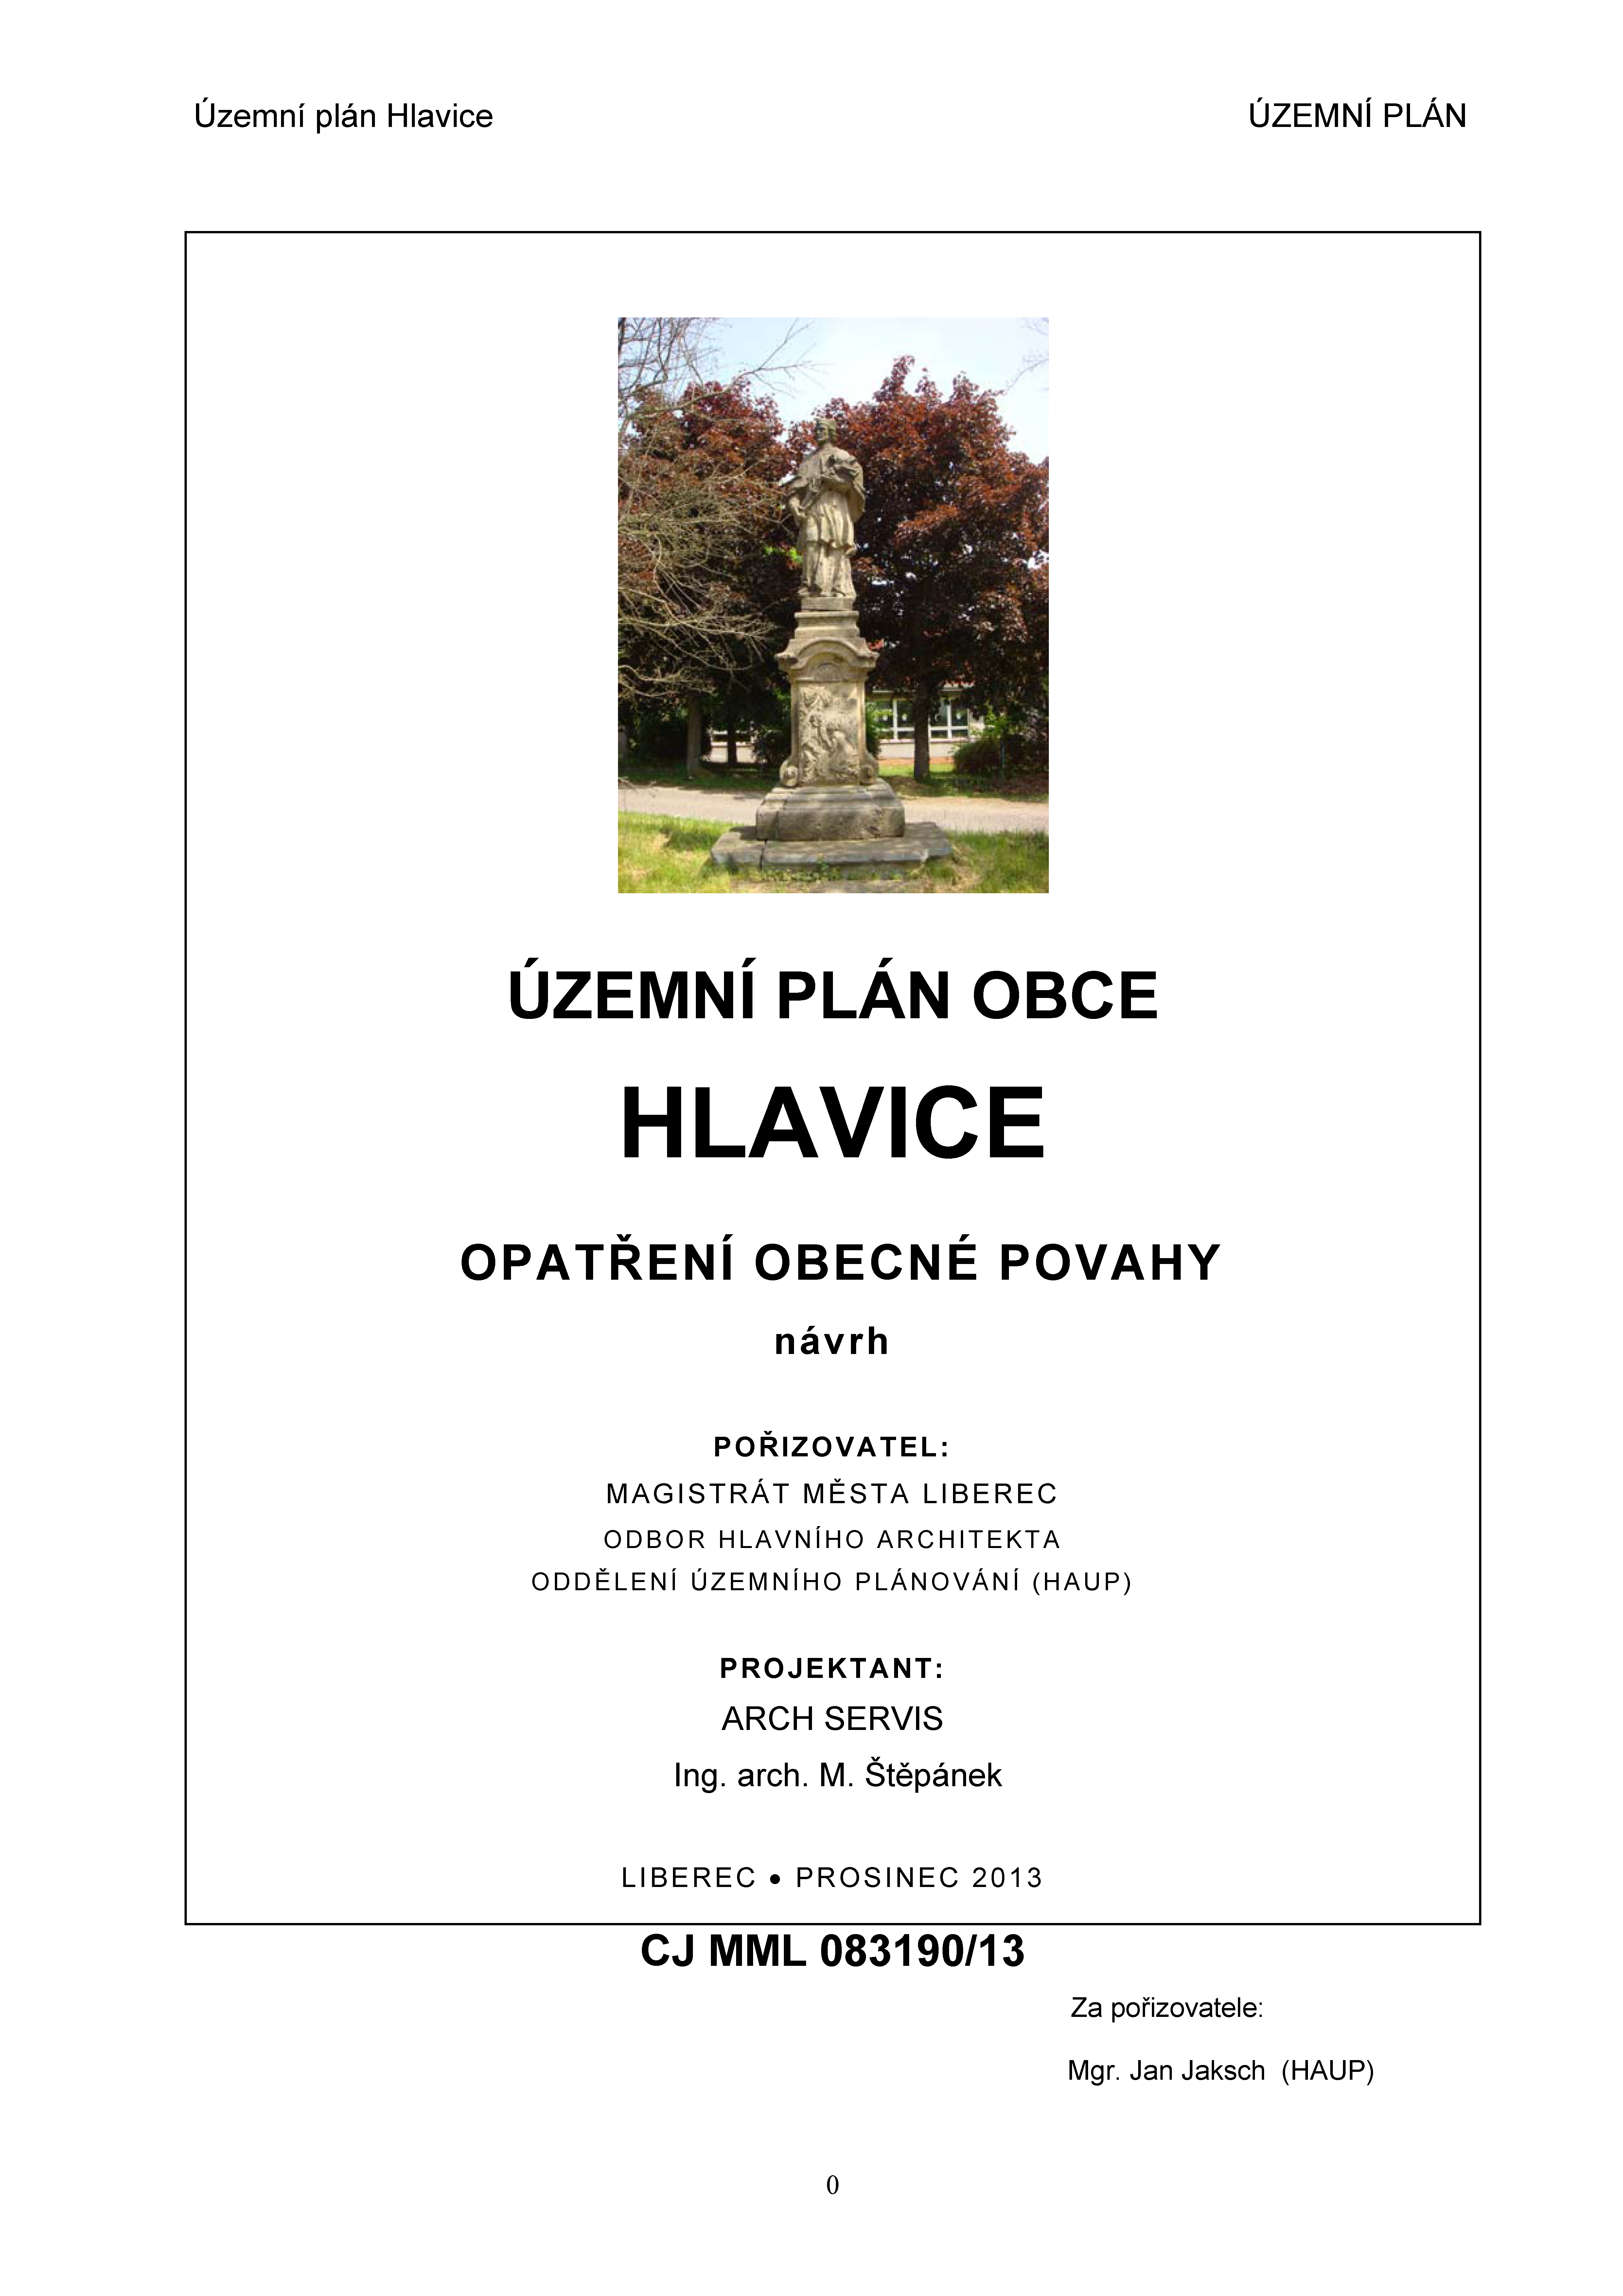 Územní plán Hlavice ÚZEMNÍ PLÁN
ÚZEMNÍ PLÁN OBCE
HLAVICE
OPATŘENÍ OBECNÉ POVAHY
návrh
POŘIZOVATEL:
MAGISTRÁT MĚSTA LIBEREC
ODBOR HLAVNÍHO ARCHITEKTA
ODDĚLENÍ ÚZEMNÍHO PLÁNOVÁNÍ (HAUP)
PROJEKTANT:
ARCH SERVIS
Ing. arch. M. Štěpánek
LIBEREC • PROSINEC 2013
CJ MML 083190/13
Za pořizovatele:
Mgr. Jan Jaksch (HAUP)
0